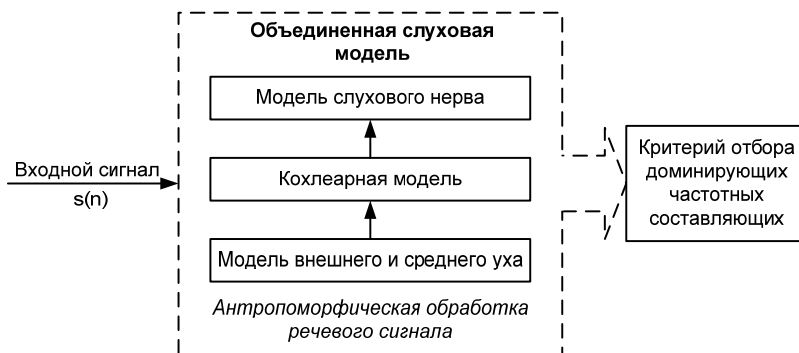 Объединенная слуховая
модель
Модель слухового нерва
Входной сигнал
s(n)
Кохлеарная модель
Модель внешнего и среднего уха
Антропоморфическая обработка
речевого сигнала
Критерий отбора
доминирующих
частотных
составляющих